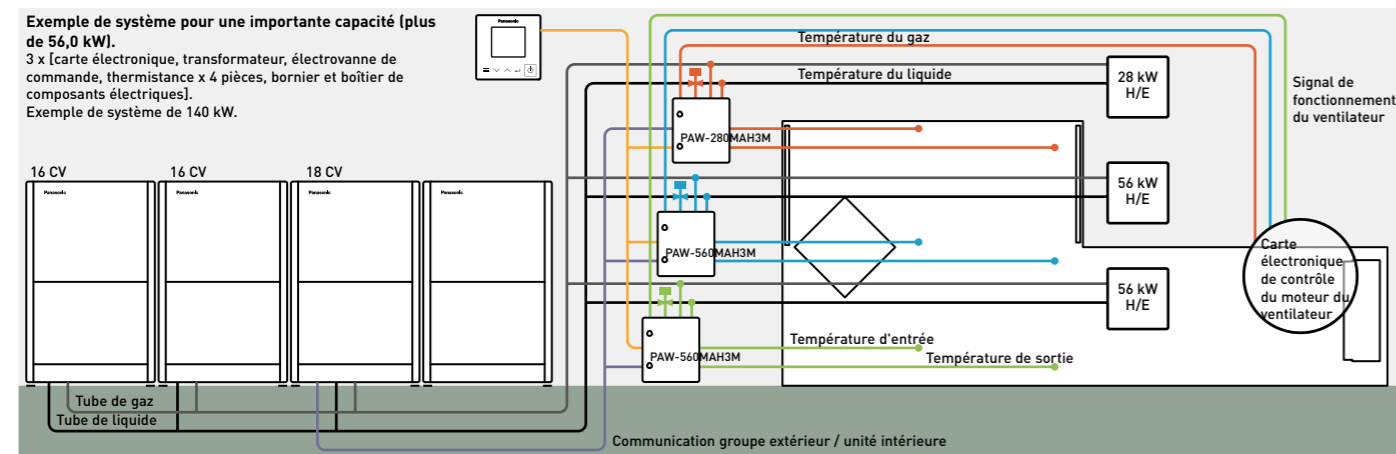 Exemple de système pour une importante capacité (plus
de 56,0 kW).
3 x [carte électronique, transformateur, électrovanne de
commande, thermistance x 4 pièces, bornier et boîtier de
composants électriques].
Exemple de système de 140 kW.
Panasonic
Température du gaz
Température du liquide
28 kW
H/E
Signal de
fonctionnement
du ventilateur
PAW-280MAH3M
16 CV
16 CV
18 CV
Panasonic
Panasonic
Panasonic
Panasonic
56 kW
H/E
PAW-560MAH3M
Carte
électronique
de contrôle
du moteur du
ventilateur
56 kW
H/E
PAW-560MAH3M
Température d'entrée
Température de sortie
Tube de gaz
Tube de liquide
Communication groupe extérieur / unité intérieure